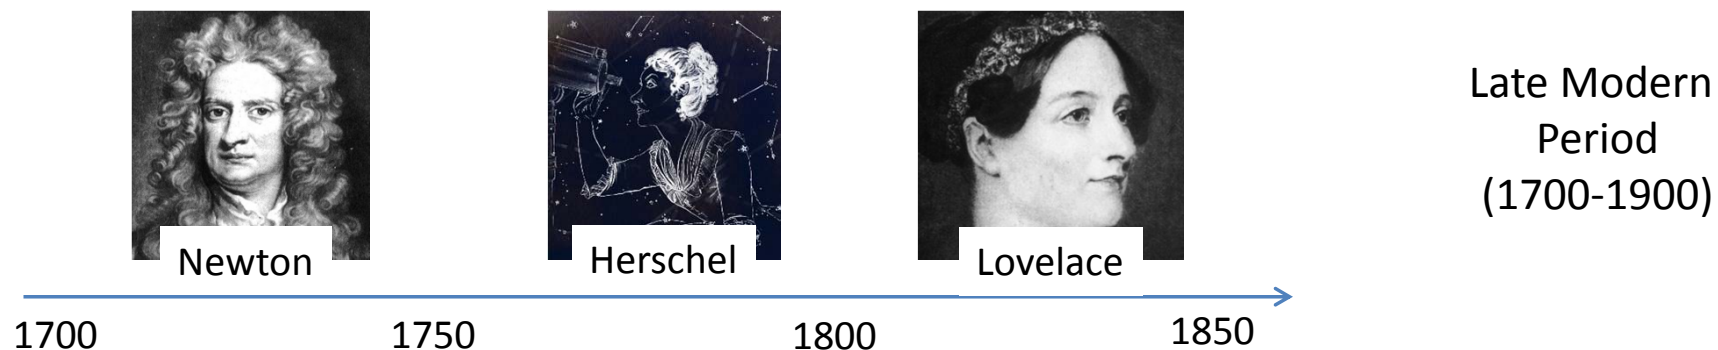 Newton
Herschel
Lovelace
Late Modern
Period
(1700-1900)
1700
1750
1800
1850